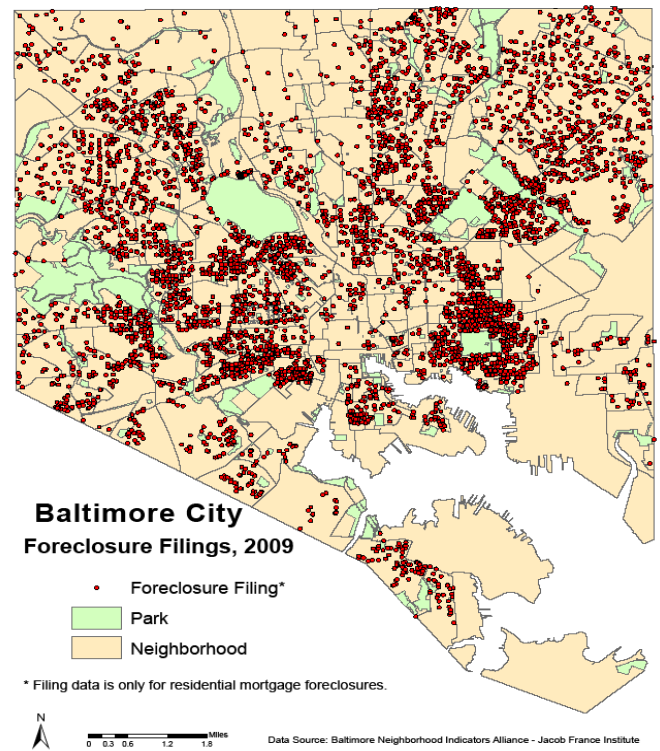 Baltimore City
Foreclosure Filings, 2009
Foreclosure Filing*
Park
Neighborhood
* Filing data is only for residential mortgage foreclosures.
N
Miles
0 0.3 0.6 1.2 1.8
Data Source: Baltimore Neighborhood Indicators Alliance - Jacob France Institute